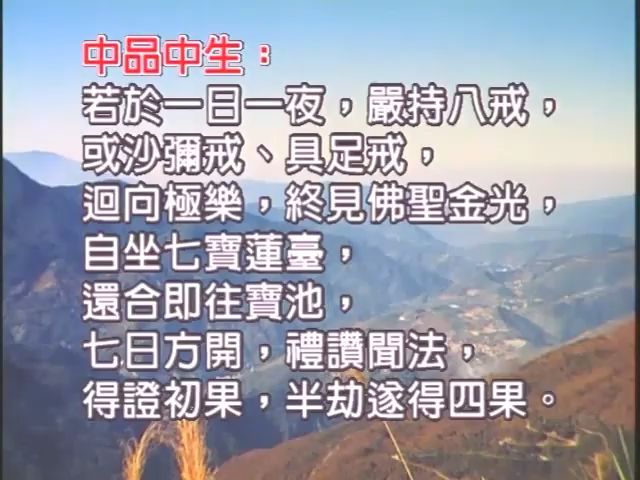 中品中生：
若於一日一夜，嚴持八戒，
或沙彌戒、具足戒，
迴向極樂，終見佛聖金光，
自坐七寶蓮臺，
還合即往寶池，
七日方開，禮讚聞法，
得證初果，半劫遂得四果。